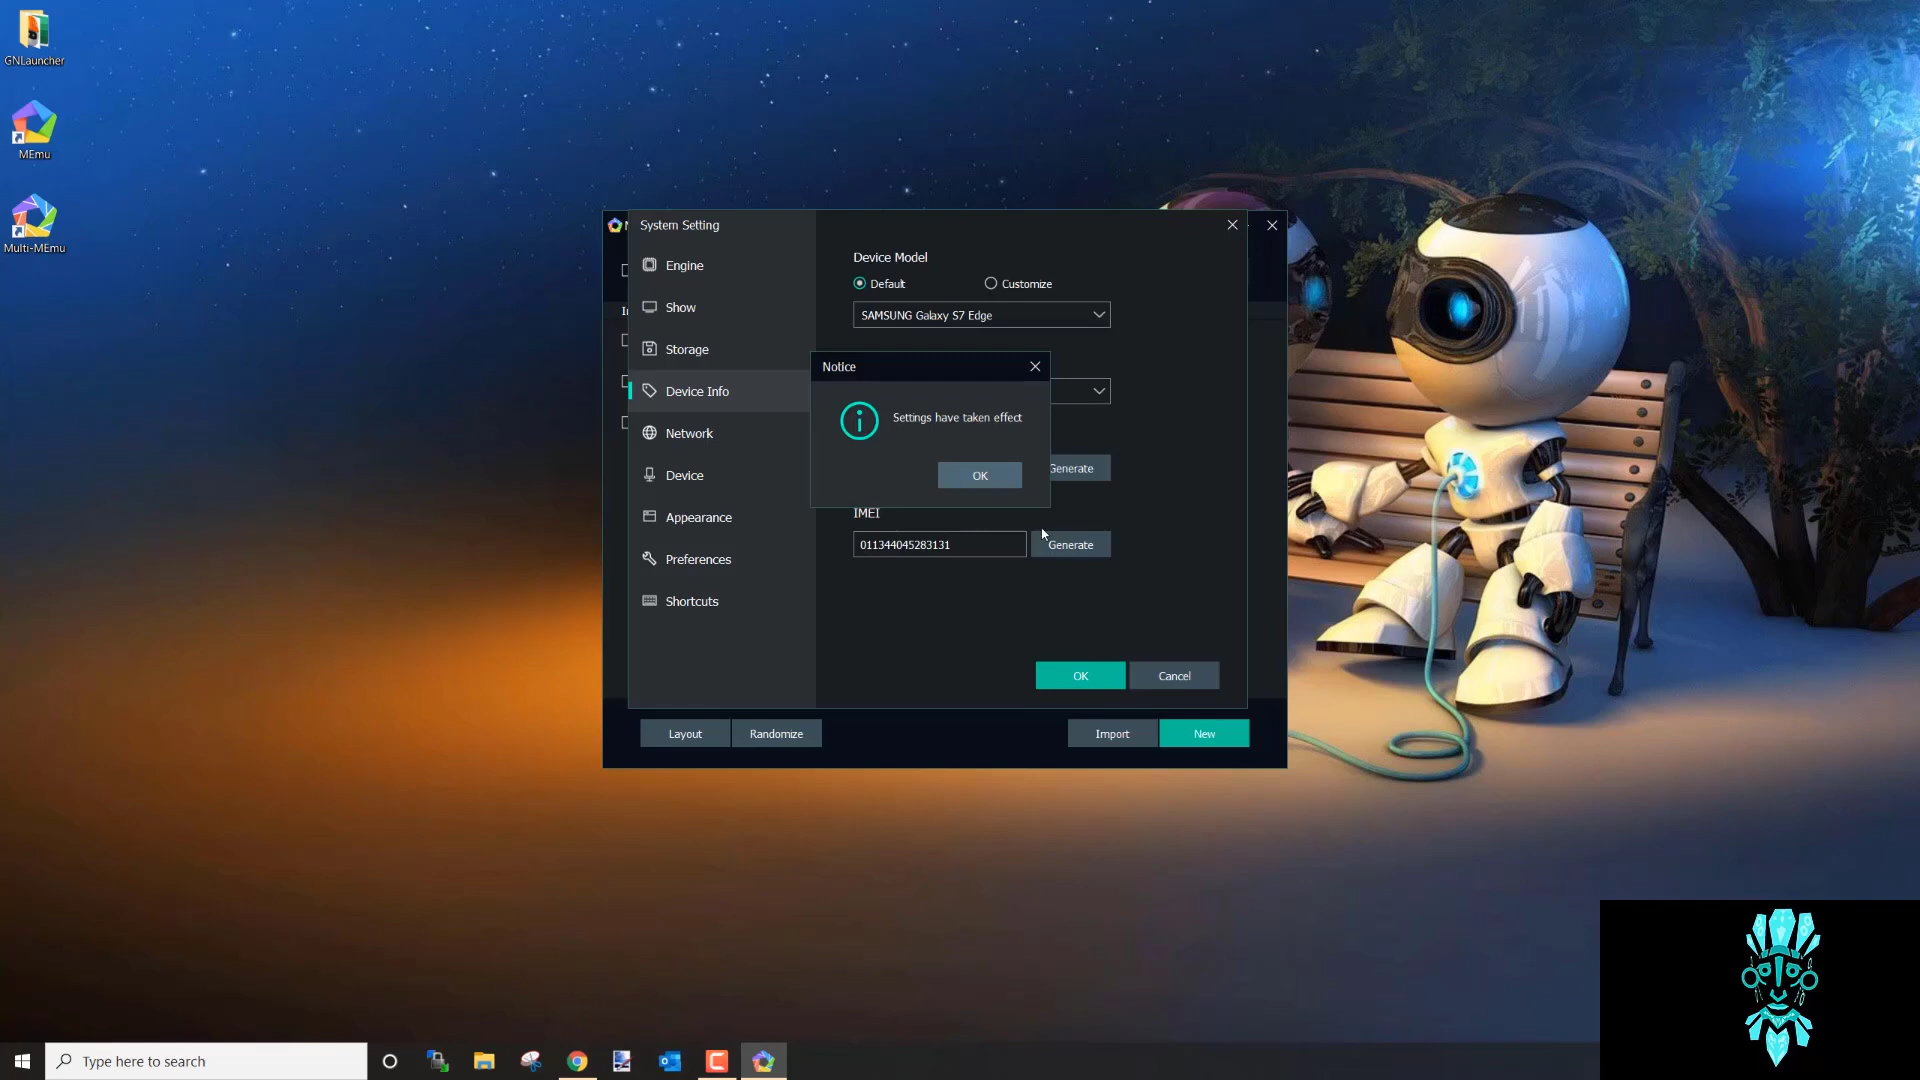 GNLauncher
MEmu
Multi-MEmu
System Setting
Engine
Show
Storage
Device Info
Network
Device
Appearance
Preferences
Shortcuts
Device Model
Default
Customize
SAMSUNG Galaxy S7 Edge
Notice
Settings have taken effect
OK
Generate
IMEI
011344045283131
Generate
OK
Cancel
Layout
Randomize
Import
New
Type here to search